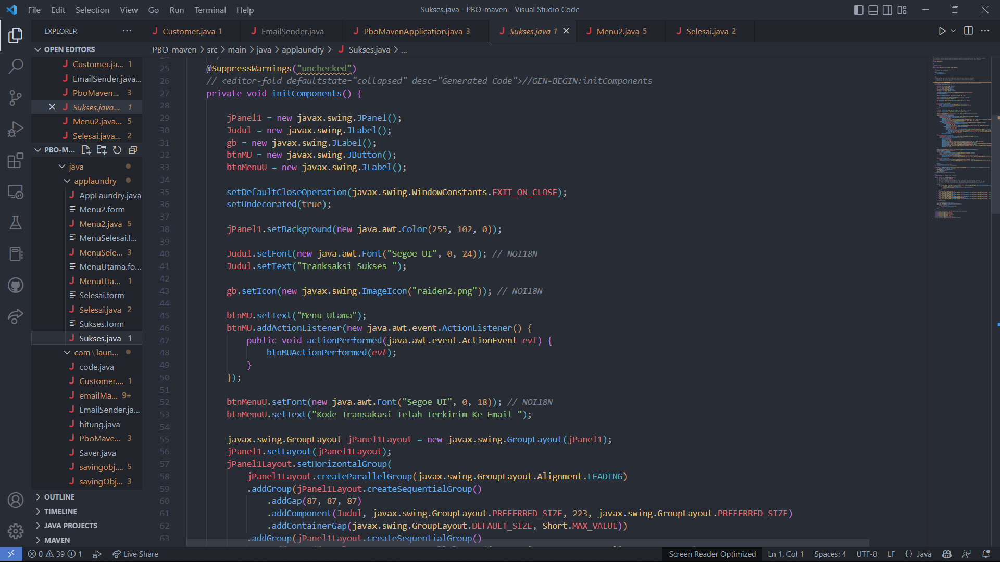 File Edit Selection View Go Run Terminal Help
Sukses.java - PBO-maven - Visual Studio Code
EXPLORER
Customer.java 1
EmailSender.java
PboMavenApplication.java 3
Sukses.java 1
Menu2.java 5
Selesai.java 2
PBO-maven > src > main > java > applaundry > Sukses.java > ...
OPEN EDITORS
Customer.ja... 1
EmailSender.java...
PboMaven... 3
Sukses.java... 1
Menu2.java... 5
Selesai.java... 2
PBO-M...
java
applaundry
AppLaundry.java
Menu2.form
Menu2.java 5
MenuSelesai.f...
MenuSele... 3
MenuUtama.fo...
MenuUta... 1
Selesai.form
Selesai.java 2
Sukses.form
Sukses.java 1
com\laun...
code.java
Customer.... 1
emailMa... 9+
EmailSender.ja...
hitung.java
PboMave... 3
Saver.java
savingobj.... 5
savingObj... 3
OUTLINE
TIMELINE
JAVA PROJECTS
MAVEN
24
25 @SuppressWarnings("unchecked")
26 // <editor-fold defaultstate="collapsed" desc="Generated Code">//GEN-BEGIN:initComponents
27 private void initComponents() {
28
29 jPanel1 = new javax.swing.JPanel();
30 Judul = new javax.swing.JLabel();
31 gb = new javax.swing.JLabel();
32 btnMU = new javax.swing.JButton();
33 btnMenuU = new javax.swing.JLabel();
34
35 setDefaultCloseOperation(javax.swing.WindowConstants.EXIT_ON_CLOSE);
36 setUndecorated(true);
37
38 jPanel1.setBackground(new java.awt.Color(255, 102, 0));
39
40 Judul.setFont(new java.awt.Font("Segoe UI", 0, 24)); // NOI18N
41 Judul.setText("Tranksaksi Sukses ");
42
43 gb.setIcon(new javax.swing.ImageIcon("raiden2.png")); // NOI18N
44
45 btnMU.setText("Menu Utama");
46 btnMU.addActionListener(new java.awt.event.ActionListener() {
47 public void actionPerformed(java.awt.event.ActionEvent evt) {
48 btnMUActionPerformed(evt);
49 }
50 });
51
52 btnMenuU.setFont(new java.awt.Font("Segoe UI", 0, 18)); // NOI18N
53 btnMenuU.setText("Kode Transakasi Telah Terkirim Ke Email ");
54
55 javax.swing.GroupLayout jPanel1Layout = new javax.swing.GroupLayout(jPanel1);
56 jPanel1.setLayout(jPanel1Layout);
57 jPanel1Layout.setHorizontalGroup(
58 jPanel1Layout.createParallelGroup(javax.swing.GroupLayout.Alignment.LEADING)
59 .addGroup(jPanel1Layout.createSequentialGroup()
60 .addGap(87, 87, 87)
61 .addComponent(Judul, javax.swing.GroupLayout.PREFERRED_SIZE, 223, javax.swing.GroupLayout.PREFERRED_SIZE)
62 .addContainerGap(javax.swing.GroupLayout.DEFAULT_SIZE, Short.MAX_VALUE))
63 .addGroup(jPanel1Layout.createSequentialGroup()
0 39 1 Live Share
Screen Reader Optimized Ln 1, Col 1 Spaces: 4 UTF-8 LF {} Java